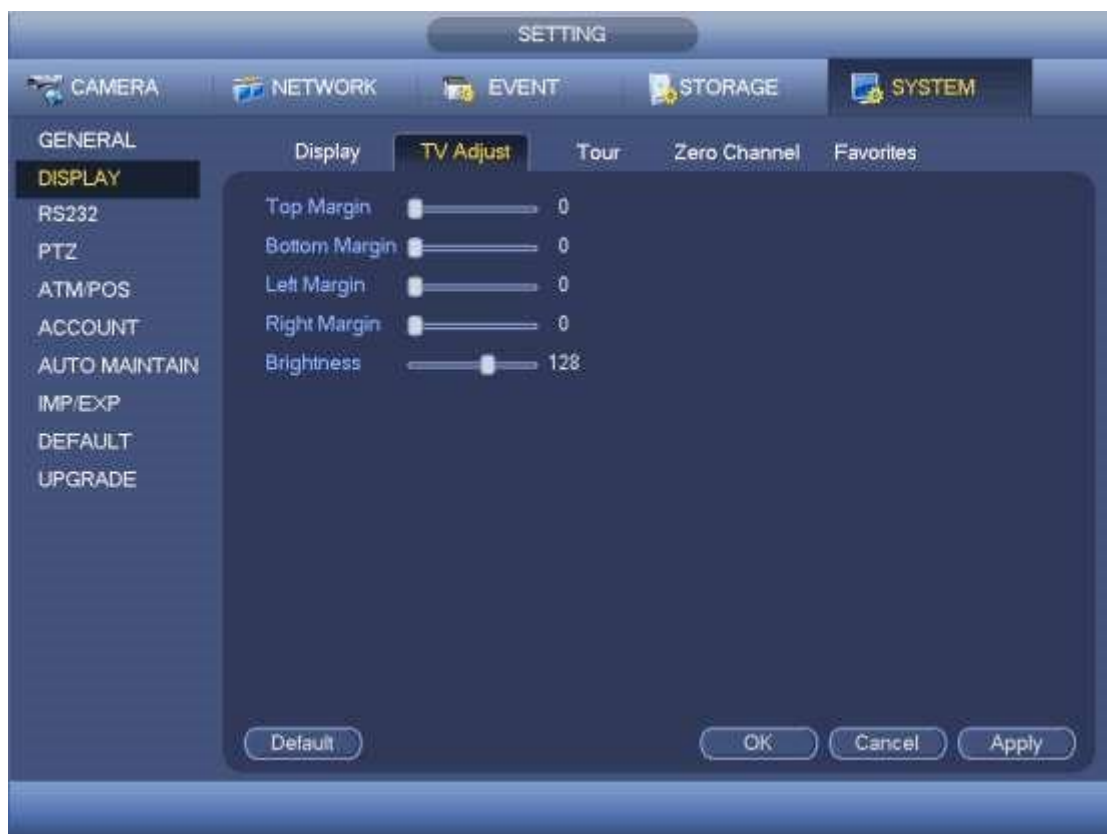 SETTING
CAMERA NETWORK EVENT STORAGE SYSTEM
GENERAL
DISPLAY
RS232
PTZ
ATM/POS
ACCOUNT
AUTO MAINTAIN
IMP/EXP
DEFAULT
UPGRADE
Display TV Adjust Tour Zero Channel Favorites
Top Margin 0
Bottom Margin 0
Left Margin 0
Right Margin 0
Brightness 128
Default OK Cancel Apply